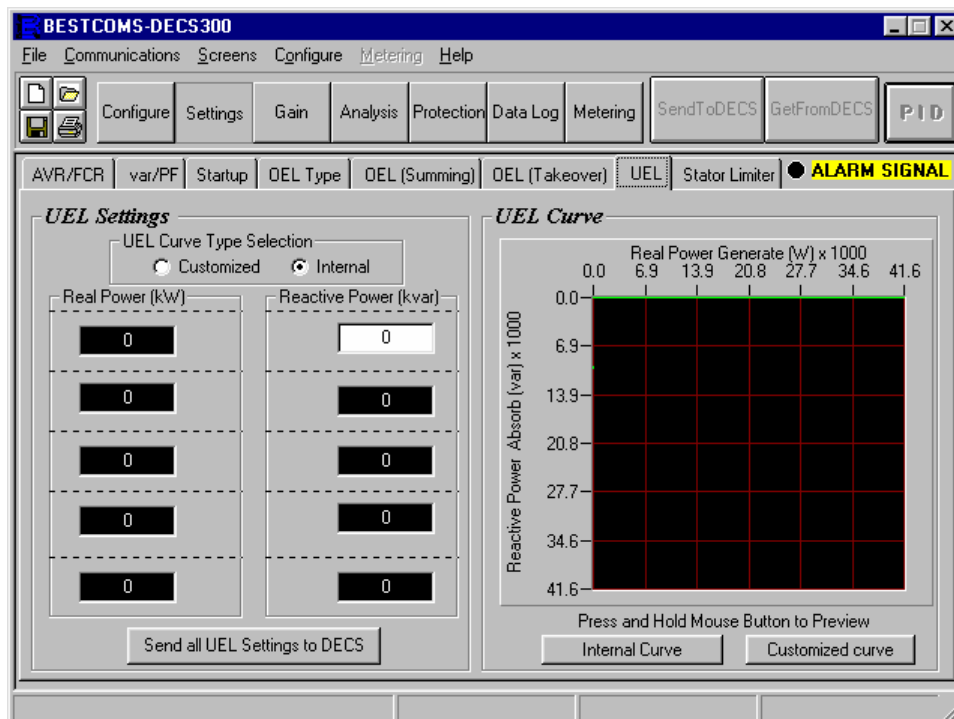 BESTCOMS-DECS300
File Communications Screens Configure Metering Help
Configure Settings Gain Analysis Protection Data Log Metering SendToDECS GetFromDECS PID
AVR/FCR var/PF Startup OEL Type OEL (Summing) OEL (Takeover) UEL Stator Limiter ALARM SIGNAL
UEL Settings
UEL Curve Type Selection
Customized Internal
Real Power (kW) Reactive Power (kvar)
0 0
0 0
0 0
0 0
0 0
Send all UEL Settings to DECS
UEL Curve
Real Power Generate (W) x 1000
0.0 6.9 13.9 20.8 27.7 34.6 41.6
Reactive Power Absorb (var) x 1000
0.0
6.9
13.9
20.8
27.7
34.6
41.6
Press and Hold Mouse Button to Preview
Internal Curve Customized curve